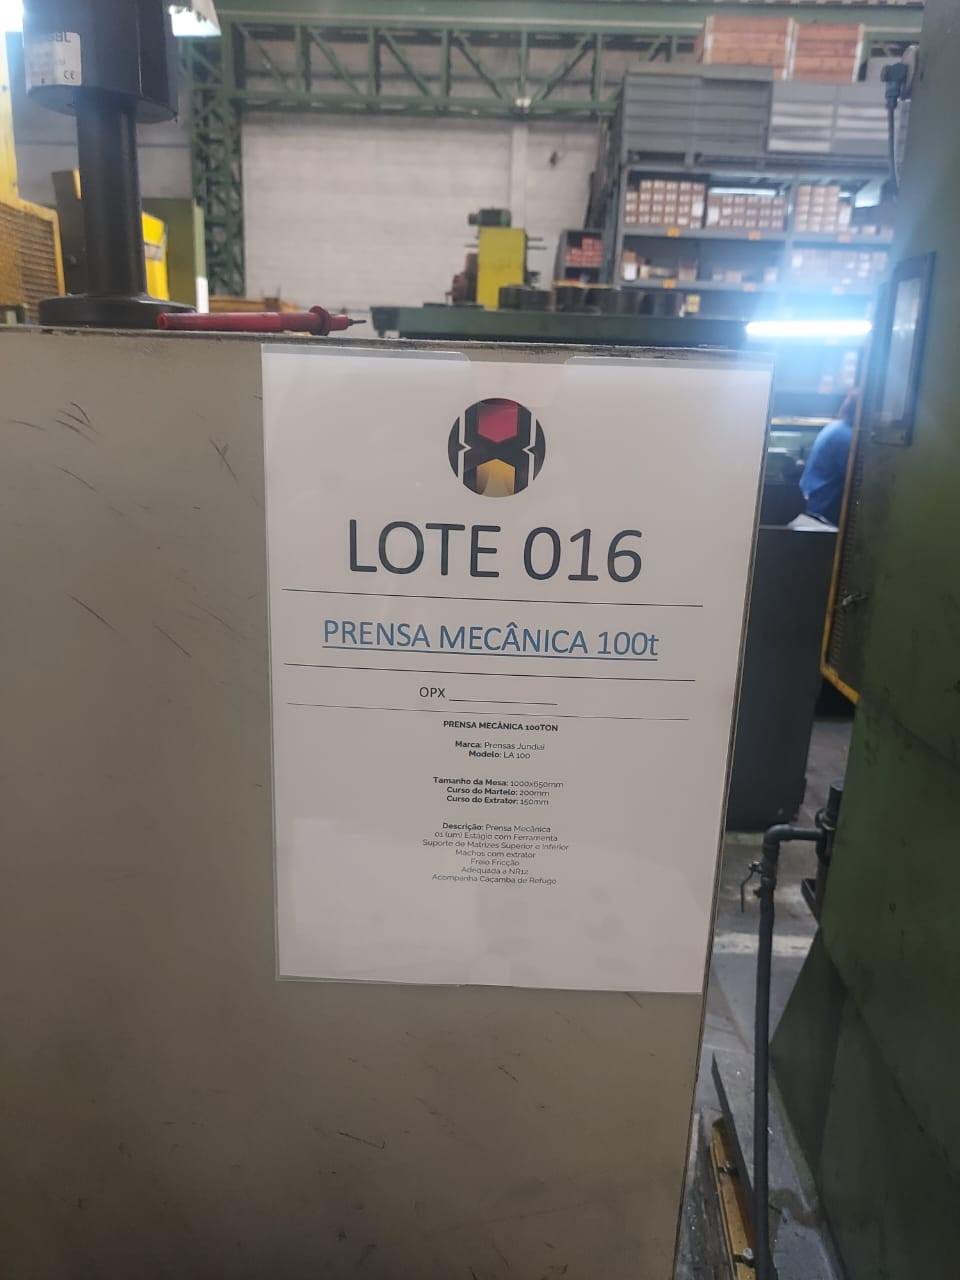 LOTE 016
PRENSA MECÂNICA 100t
OPX
PRENSA MECÂNICA 100TON
Marca: Prensas Jundiaí
Modelo: LA 100
Tamanho da Mesa: 1000x650mm
Curso do Martelo: 200mm
Curso do Extrator: 150mm
Descrição: Prensa Mecânica
01 (um) Estágio com Ferramenta
Suporte de Matrizes Superior e Inferior
Machos com extrator
Freio Fricção
Adequada a NR12
Acompanha Caçamba de Refugo